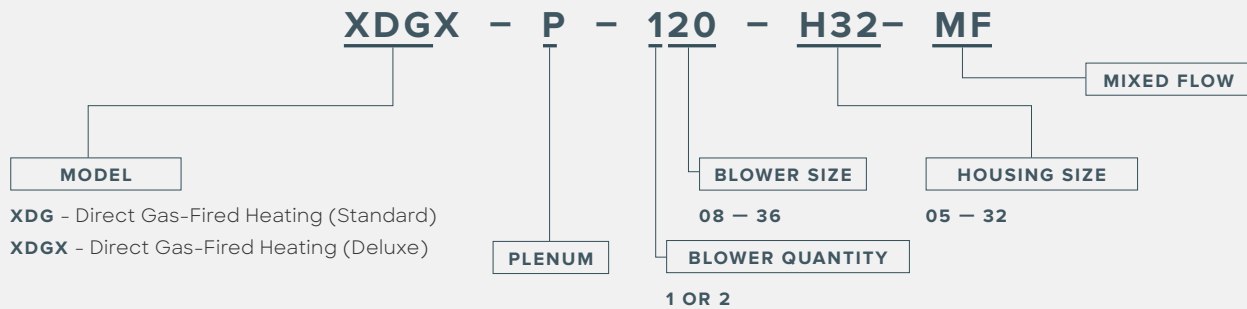 XDGX – P – 120 – H32– MF
MIXED FLOW
MODEL
BLOWER SIZE
HOUSING SIZE
XDG – Direct Gas-Fired Heating (Standard)
08 — 36
05 — 32
XDGX – Direct Gas-Fired Heating (Deluxe)
PLENUM
BLOWER QUANTITY
1 OR 2